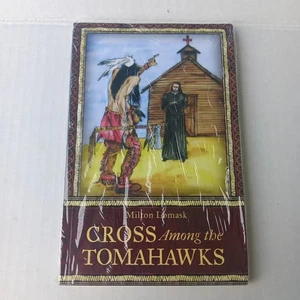 Milton Lomask
CROSS Among the
TOMAHAWKS